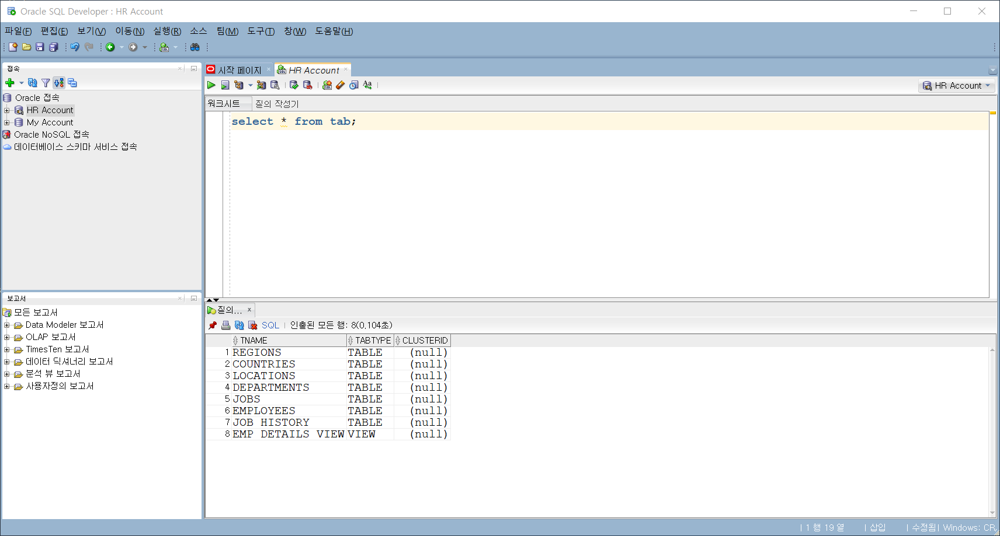 Oracle SQL Developer : HR Account
파일(F) 편집(E) 보기(V) 이동(N) 실행(R) 소스 팀(M) 도구(T) 창(W) 도움말(H)
접속
Oracle 접속
HR Account
My Account
Oracle NoSQL 접속
데이터베이스 스키마 서비스 접속
보고서
모든 보고서
Data Modeler 보고서
OLAP 보고서
TimesTen 보고서
데이터 딕셔너리 보고서
분석 뷰 보고서
사용자정의 보고서
시작 페이지 HR Account
HR Account
워크시트 질의 작성기
select * from tab;
질의...
SQL 인출된 모든 행: 8(0,104초)
TNAME TABTYPE CLUSTERID
1 REGIONS TABLE (null)
2 COUNTRIES TABLE (null)
3 LOCATIONS TABLE (null)
4 DEPARTMENTS TABLE (null)
5 JOBS TABLE (null)
6 EMPLOYEES TABLE (null)
7 JOB HISTORY TABLE (null)
8 EMP DETAILS VIEW VIEW (null)
| 1 행 19 열 | 삽입 | 수정됨 | Windows: CR,